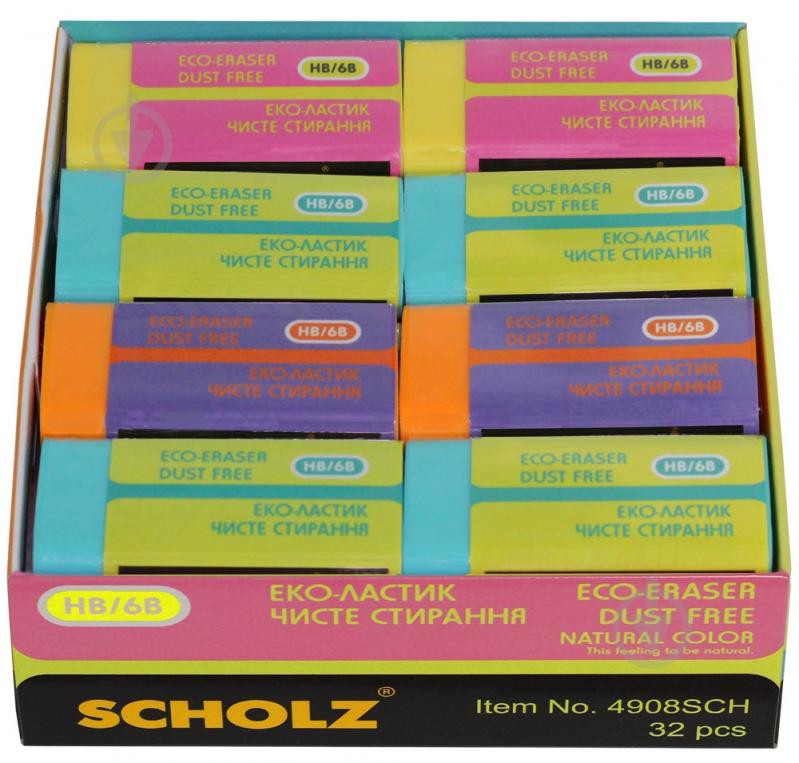 ECO-ERASER
DUST FREE
HB/6B
ЕКО-ЛАСТИК
ЧИСТЕ СТИРАННЯ
ECO-ERASER
DUST FREE
HB/6B
ЕКО-ЛАСТИК
ЧИСТЕ СТИРАННЯ
ECO-ERASER
DUST FREE
HB/6B
ЕКО-ЛАСТИК
ЧИСТЕ СТИРАННЯ
ECO-ERASER
DUST FREE
HB/6B
ЕКО-ЛАСТИК
ЧИСТЕ СТИРАННЯ
ECO-ERASER
DUST FREE
HB/6B
ЕКО-ЛАСТИК
ЧИСТЕ СТИРАННЯ
ECO-ERASER
DUST FREE
HB/6B
ЕКО-ЛАСТИК
ЧИСТЕ СТИРАННЯ
ECO-ERASER
DUST FREE
HB/6B
ЕКО-ЛАСТИК
ЧИСТЕ СТИРАННЯ
ECO-ERASER
DUST FREE
HB/6B
ЕКО-ЛАСТИК
ЧИСТЕ СТИРАННЯ
HB/6B
ЕКО-ЛАСТИК
ЧИСТЕ СТИРАННЯ
ECO-ERASER
DUST FREE
NATURAL COLOR
This feeling to be natural.
SCHOLZ®
Item No. 4908SCH
32 pcs